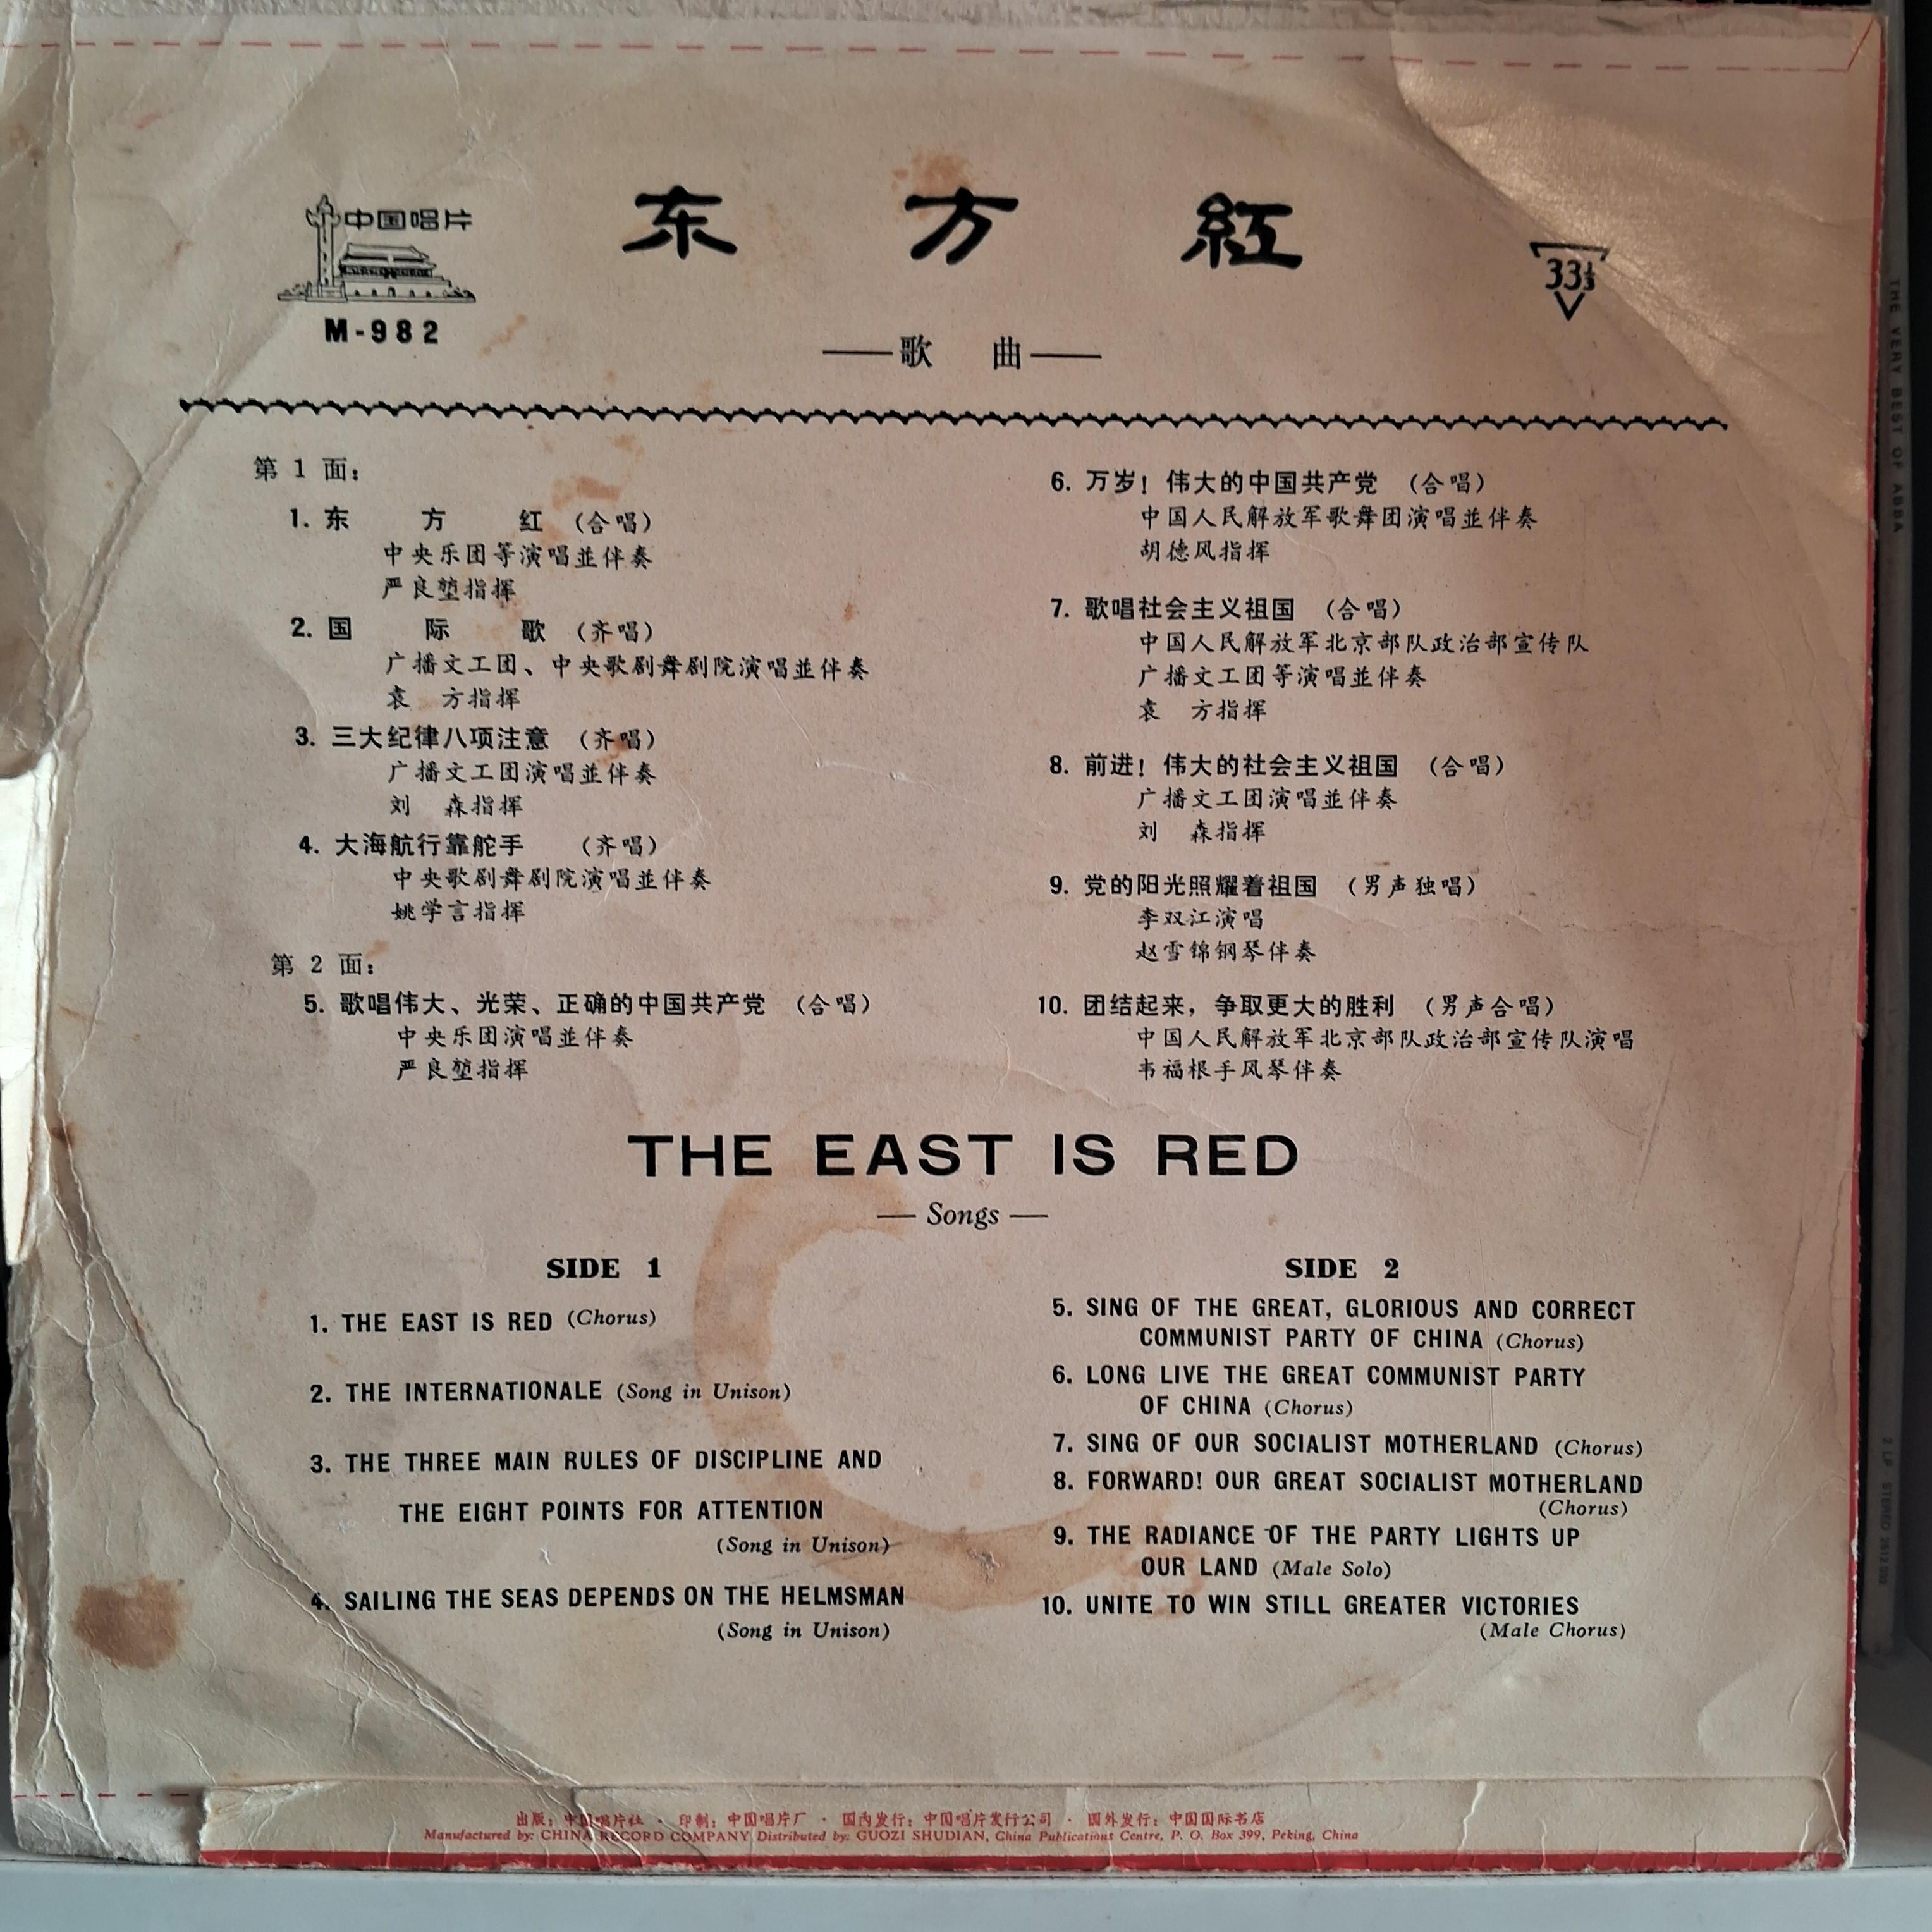 中国唱片
M-982
东方紅
33⅓
——歌 曲——
第 1 面：
1. 东 方 红 （合唱）
中央乐团等演唱並伴奏
严良堃指挥
2. 国 际 歌 （齐唱）
广播文工团、中央歌剧舞剧院演唱並伴奏
袁 方指挥
3. 三大纪律八项注意 （齐唱）
广播文工团演唱並伴奏
刘 森指挥
4. 大海航行靠舵手 （齐唱）
中央歌剧舞剧院演唱並伴奏
姚学言指挥
第 2 面：
5. 歌唱伟大、光荣、正确的中国共产党 （合唱）
中央乐团演唱並伴奏
严良堃指挥
6. 万岁！伟大的中国共产党 （合唱）
中国人民解放军歌舞团演唱並伴奏
胡德风指挥
7. 歌唱社会主义祖国 （合唱）
中国人民解放军北京部队政治部宣传队
广播文工团等演唱並伴奏
袁 方指挥
8. 前进！伟大的社会主义祖国 （合唱）
广播文工团演唱並伴奏
刘 森指挥
9. 党的阳光照耀着祖国 （男声独唱）
李双江演唱
赵雪锦钢琴伴奏
10. 团结起来，争取更大的胜利 （男声合唱）
中国人民解放军北京部队政治部宣传队演唱
韦福根手风琴伴奏
THE EAST IS RED
— Songs —
SIDE 1
1. THE EAST IS RED (Chorus)
2. THE INTERNATIONALE (Song in Unison)
3. THE THREE MAIN RULES OF DISCIPLINE AND
THE EIGHT POINTS FOR ATTENTION
(Song in Unison)
4. SAILING THE SEAS DEPENDS ON THE HELMSMAN
(Song in Unison)
SIDE 2
5. SING OF THE GREAT, GLORIOUS AND CORRECT
COMMUNIST PARTY OF CHINA (Chorus)
6. LONG LIVE THE GREAT COMMUNIST PARTY
OF CHINA (Chorus)
7. SING OF OUR SOCIALIST MOTHERLAND (Chorus)
8. FORWARD! OUR GREAT SOCIALIST MOTHERLAND
(Chorus)
9. THE RADIANCE OF THE PARTY LIGHTS UP
OUR LAND (Male Solo)
10. UNITE TO WIN STILL GREATER VICTORIES
(Male Chorus)
出版：中国唱片社 · 印制：中国唱片厂 · 国内发行：中国唱片发行公司 · 国外发行：中国国际书店
Manufactured by: CHINA RECORD COMPANY Distributed by: GUOZI SHUDIAN, China Publications Centre, P. O. Box 399, Peking, China
THE VERY BEST OF ABBA
2 LP STEREO